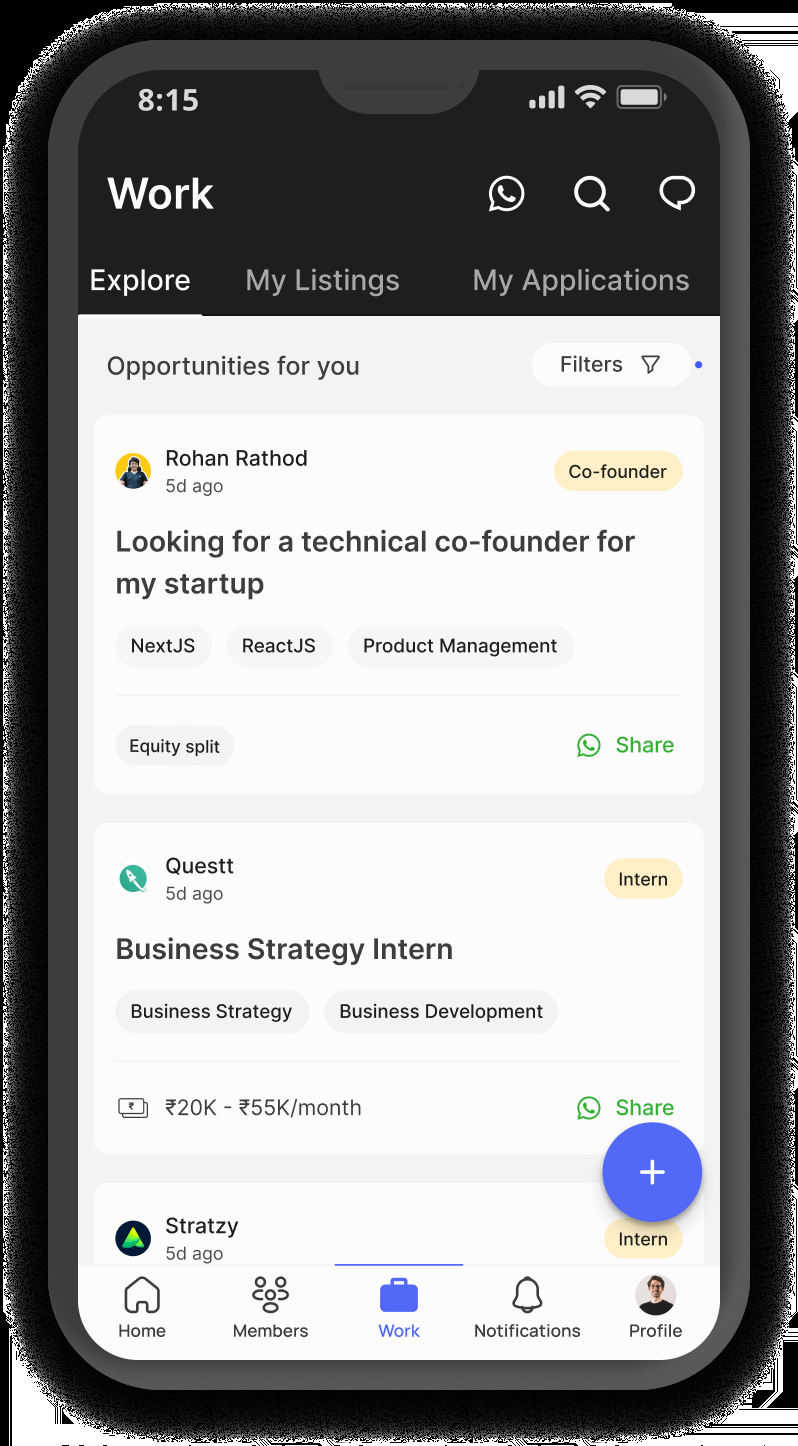 8:15
Work
Explore My Listings My Applications
Opportunities for you Filters
Rohan Rathod
5d ago
Co-founder
Looking for a technical co-founder for
my startup
NextJS ReactJS Product Management
Equity split Share
Questt
5d ago
Intern
Business Strategy Intern
Business Strategy Business Development
₹20K - ₹55K/month Share
+
Stratzy
5d ago
Intern
Home Members Work Notifications Profile